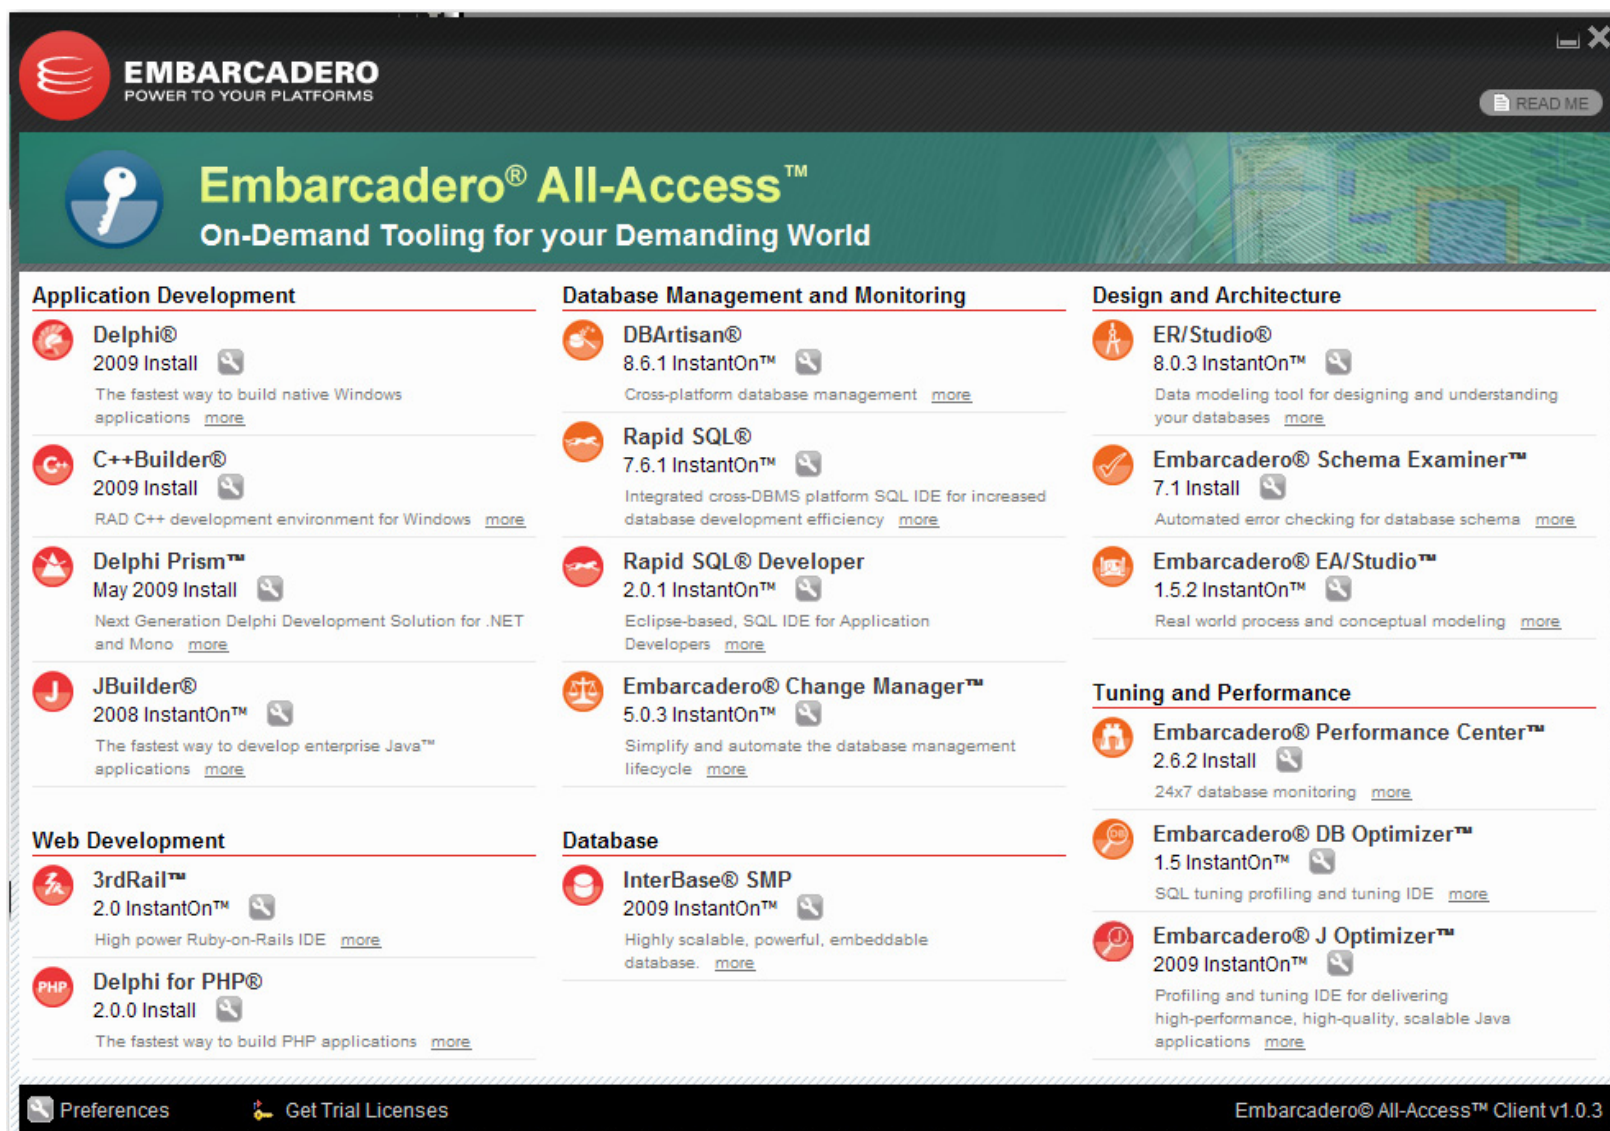 EMBARCADERO
POWER TO YOUR PLATFORMS
READ ME
Embarcadero® All-Access™
On-Demand Tooling for your Demanding World
Application Development
Delphi®
2009 Install
The fastest way to build native Windows
applications more
C++
C++Builder®
2009 Install
RAD C++ development environment for Windows more
Delphi Prism™
May 2009 Install
Next Generation Delphi Development Solution for .NET
and Mono more
J
JBuilder®
2008 InstantOn™
The fastest way to develop enterprise Java™
applications more
Web Development
3rdRail™
2.0 InstantOn™
High power Ruby-on-Rails IDE more
PHP
Delphi for PHP®
2.0.0 Install
The fastest way to build PHP applications more
Database Management and Monitoring
DBArtisan®
8.6.1 InstantOn™
Cross-platform database management more
Rapid SQL®
7.6.1 InstantOn™
Integrated cross-DBMS platform SQL IDE for increased
database development efficiency more
Rapid SQL® Developer
2.0.1 InstantOn™
Eclipse-based, SQL IDE for Application
Developers more
Embarcadero® Change Manager™
5.0.3 InstantOn™
Simplify and automate the database management
lifecycle more
Database
InterBase® SMP
2009 InstantOn™
Highly scalable, powerful, embeddable
database. more
Design and Architecture
ER/Studio®
8.0.3 InstantOn™
Data modeling tool for designing and understanding
your databases more
Embarcadero® Schema Examiner™
7.1 Install
Automated error checking for database schema more
Embarcadero® EA/Studio™
1.5.2 InstantOn™
Real world process and conceptual modeling more
Tuning and Performance
Embarcadero® Performance Center™
2.6.2 Install
24x7 database monitoring more
DB
Embarcadero® DB Optimizer™
1.5 InstantOn™
SQL tuning profiling and tuning IDE more
J
Embarcadero® J Optimizer™
2009 InstantOn™
Profiling and tuning IDE for delivering
high-performance, high-quality, scalable Java
applications more
Preferences
Get Trial Licenses
Embarcadero© All-Access™ Client v1.0.3